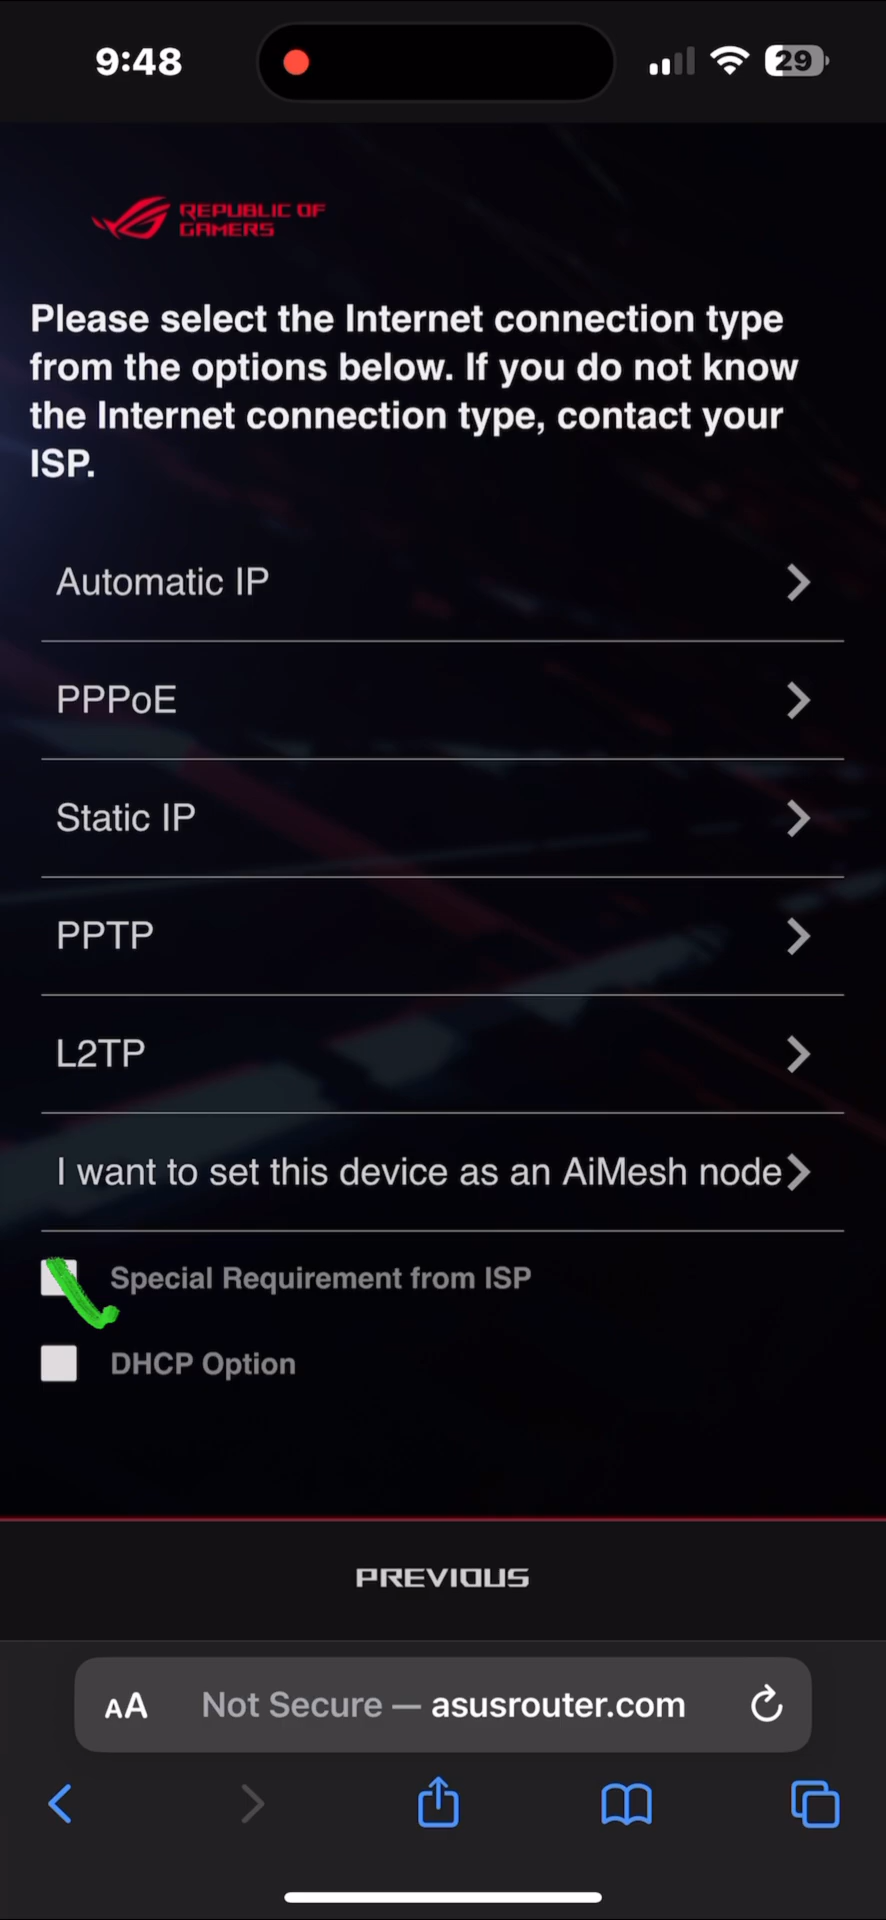 9:48
29
REPUBLIC OF
GAMERS
Please select the Internet connection type
from the options below. If you do not know
the Internet connection type, contact your
ISP.
Automatic IP
PPPoE
Static IP
PPTP
L2TP
I want to set this device as an AiMesh node
Special Requirement from ISP
DHCP Option
PREVIOUS
AA Not Secure — asusrouter.com